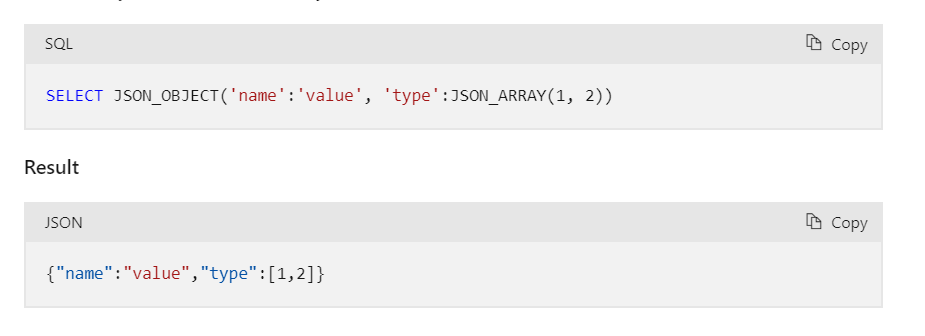 SQL
Copy
SELECT JSON_OBJECT('name':'value', 'type':JSON_ARRAY(1, 2))
Result
JSON
Copy
{"name":"value","type":[1,2]}